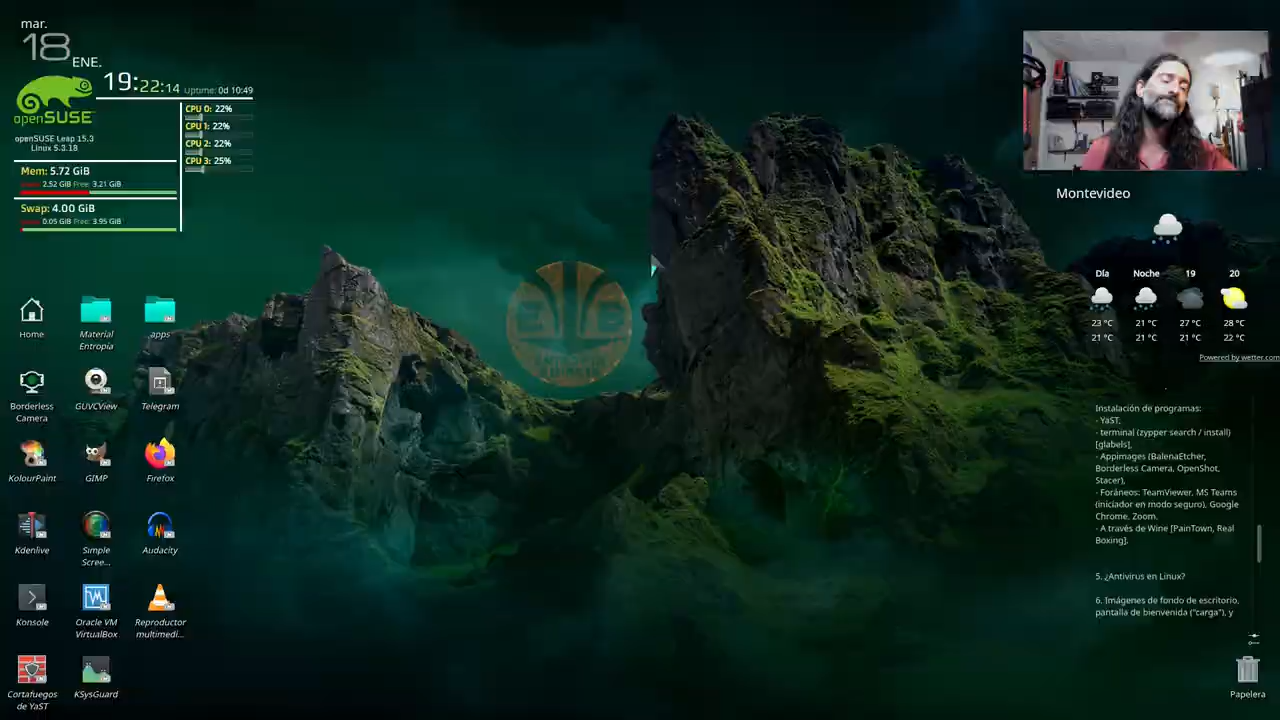 mar.
18
ENE.
19:22:14
Uptime: 0d 10:49
openSUSE
openSUSE Leap 15.3
Linux 5.3.18
CPU 0: 22%
CPU 1: 22%
CPU 2: 22%
CPU 3: 25%
Mem: 5.72 GiB
2.52 GiB Free: 3.21 GiB
Swap: 4.00 GiB
0.05 GiB Free: 3.95 GiB
Home
Material
Entropía
apps
Borderless
Camera
GUVCView
Telegram
KolourPaint
GIMP
Firefox
Kdenlive
Simple
Scree...
Audacity
Konsole
Oracle VM
VirtualBox
Reproductor
multimedi...
Cortafuegos
de YaST
KSysGuard
Montevideo
Día
Noche
19
20
23 °C
21 °C
27 °C
28 °C
21 °C
21 °C
21 °C
22 °C
Powered by wetter.com
Instalación de programas:
- YaST,
- terminal (zypper search / install)
[glabels],
- Appimages (BalenaEtcher,
Borderless Camera, OpenShot,
Stacer),
- Foráneos: TeamViewer, MS Teams
(iniciador en modo seguro), Google
Chrome, Zoom.
- A través de Wine [PainTown, Real
Boxing].
5. ¿Antivirus en Linux?
6. Imágenes de fondo de escritorio,
pantalla de bienvenida ("carga"), y
Papelera